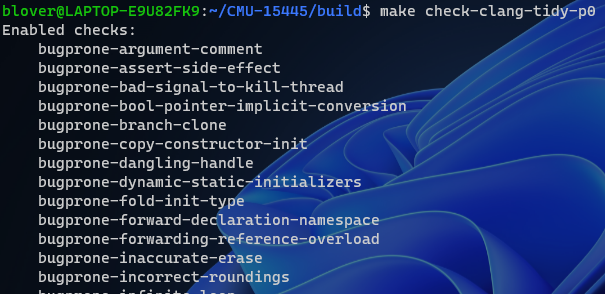 blover@LAPTOP-E9U82FK9:~/CMU-15445/build$ make check-clang-tidy-p0
Enabled checks:
    bugprone-argument-comment
    bugprone-assert-side-effect
    bugprone-bad-signal-to-kill-thread
    bugprone-bool-pointer-implicit-conversion
    bugprone-branch-clone
    bugprone-copy-constructor-init
    bugprone-dangling-handle
    bugprone-dynamic-static-initializers
    bugprone-fold-init-type
    bugprone-forward-declaration-namespace
    bugprone-forwarding-reference-overload
    bugprone-inaccurate-erase
    bugprone-incorrect-roundings
    bugprone-infinite-loop